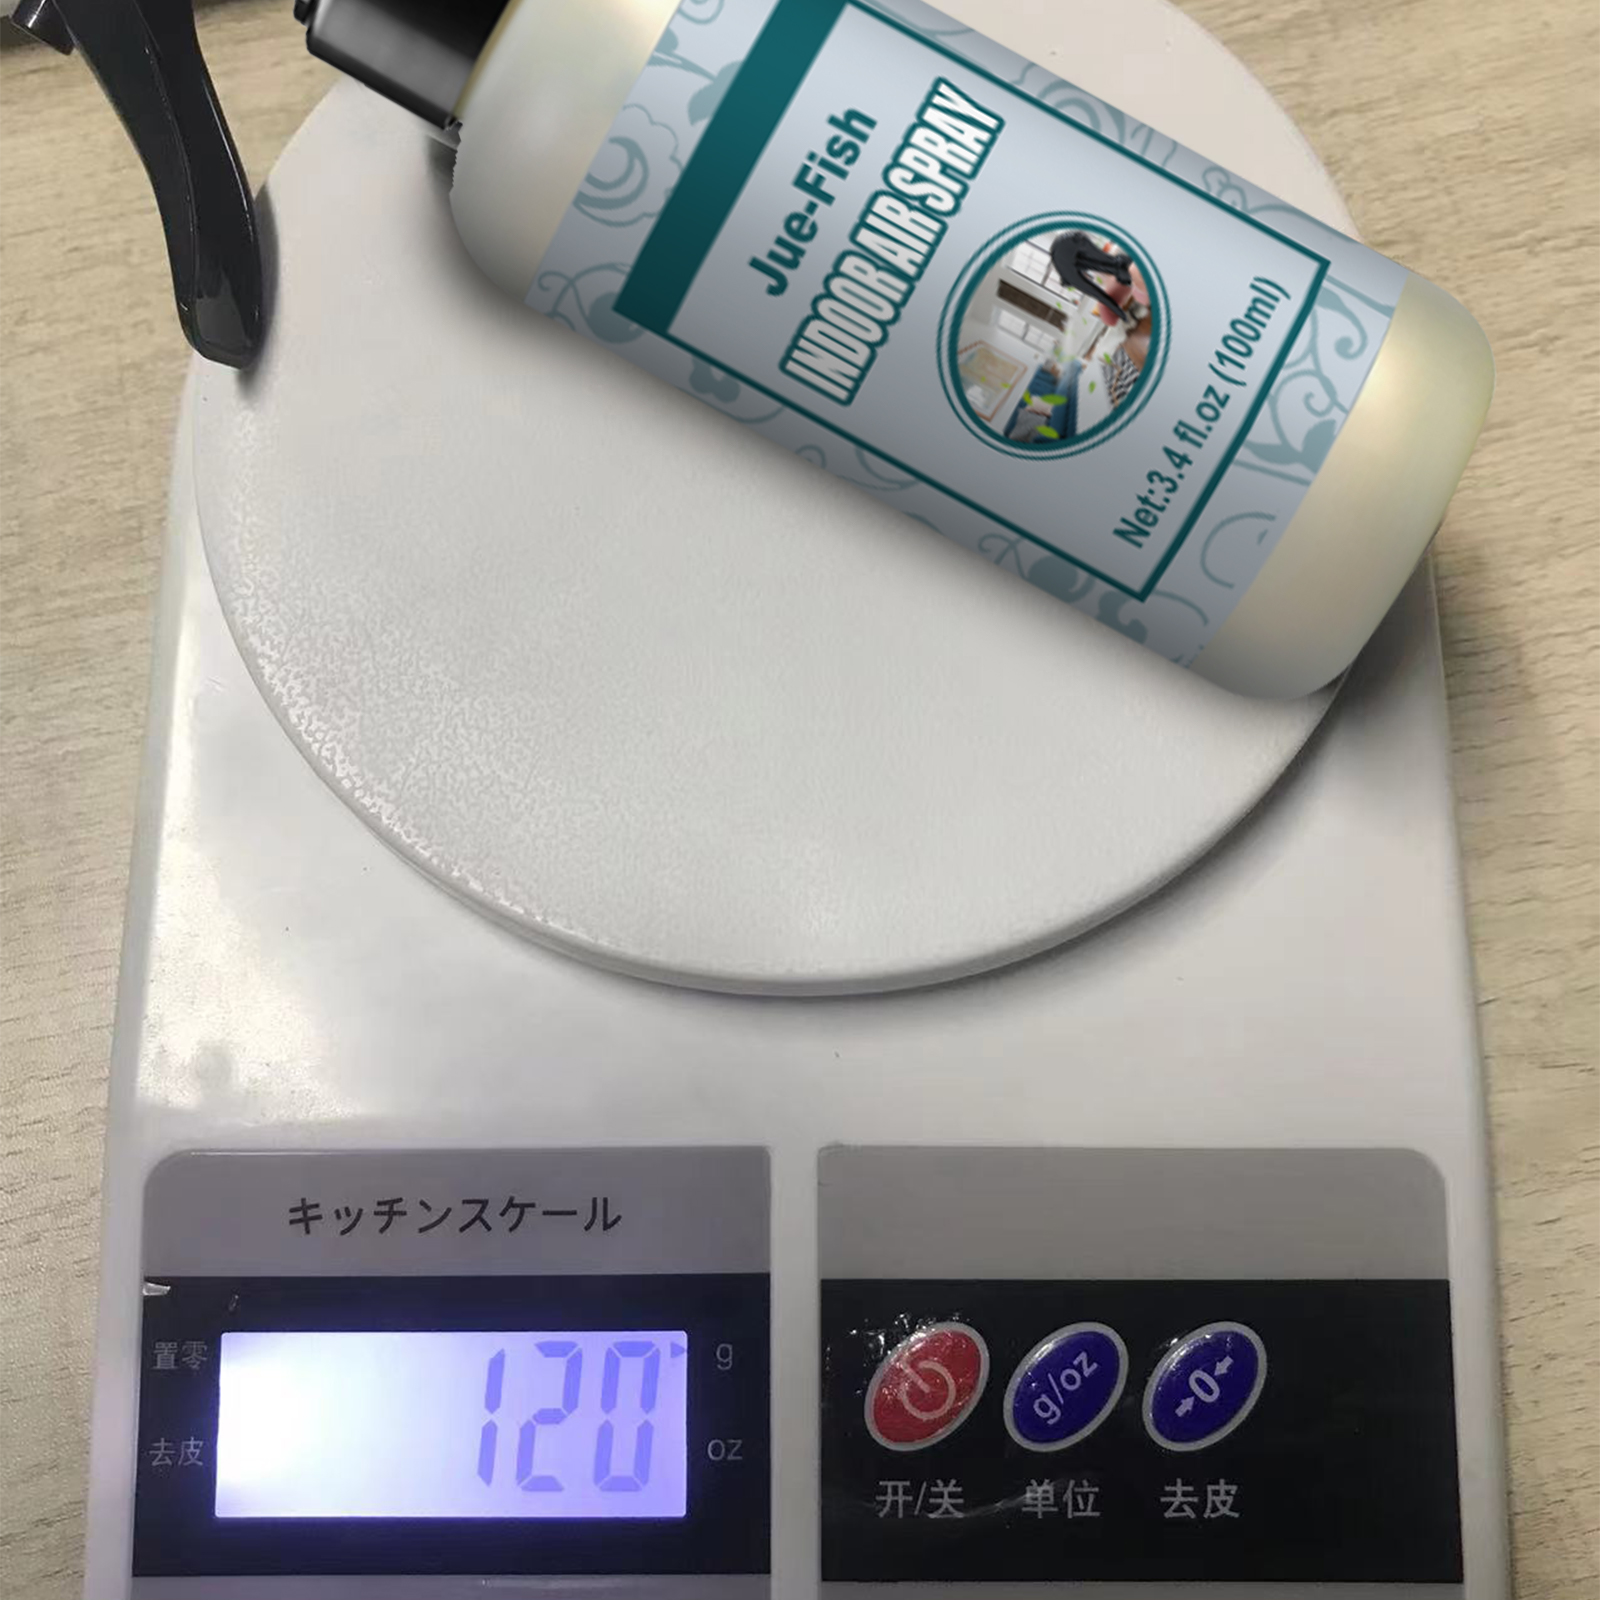 Jue-Fish
INDOOR AIR SPRAY
Net:3.4 fl.oz (100ml)
キッチンスケール
置零
120
g
去皮
oz
g/oz
→0←
开/关
单位
去皮